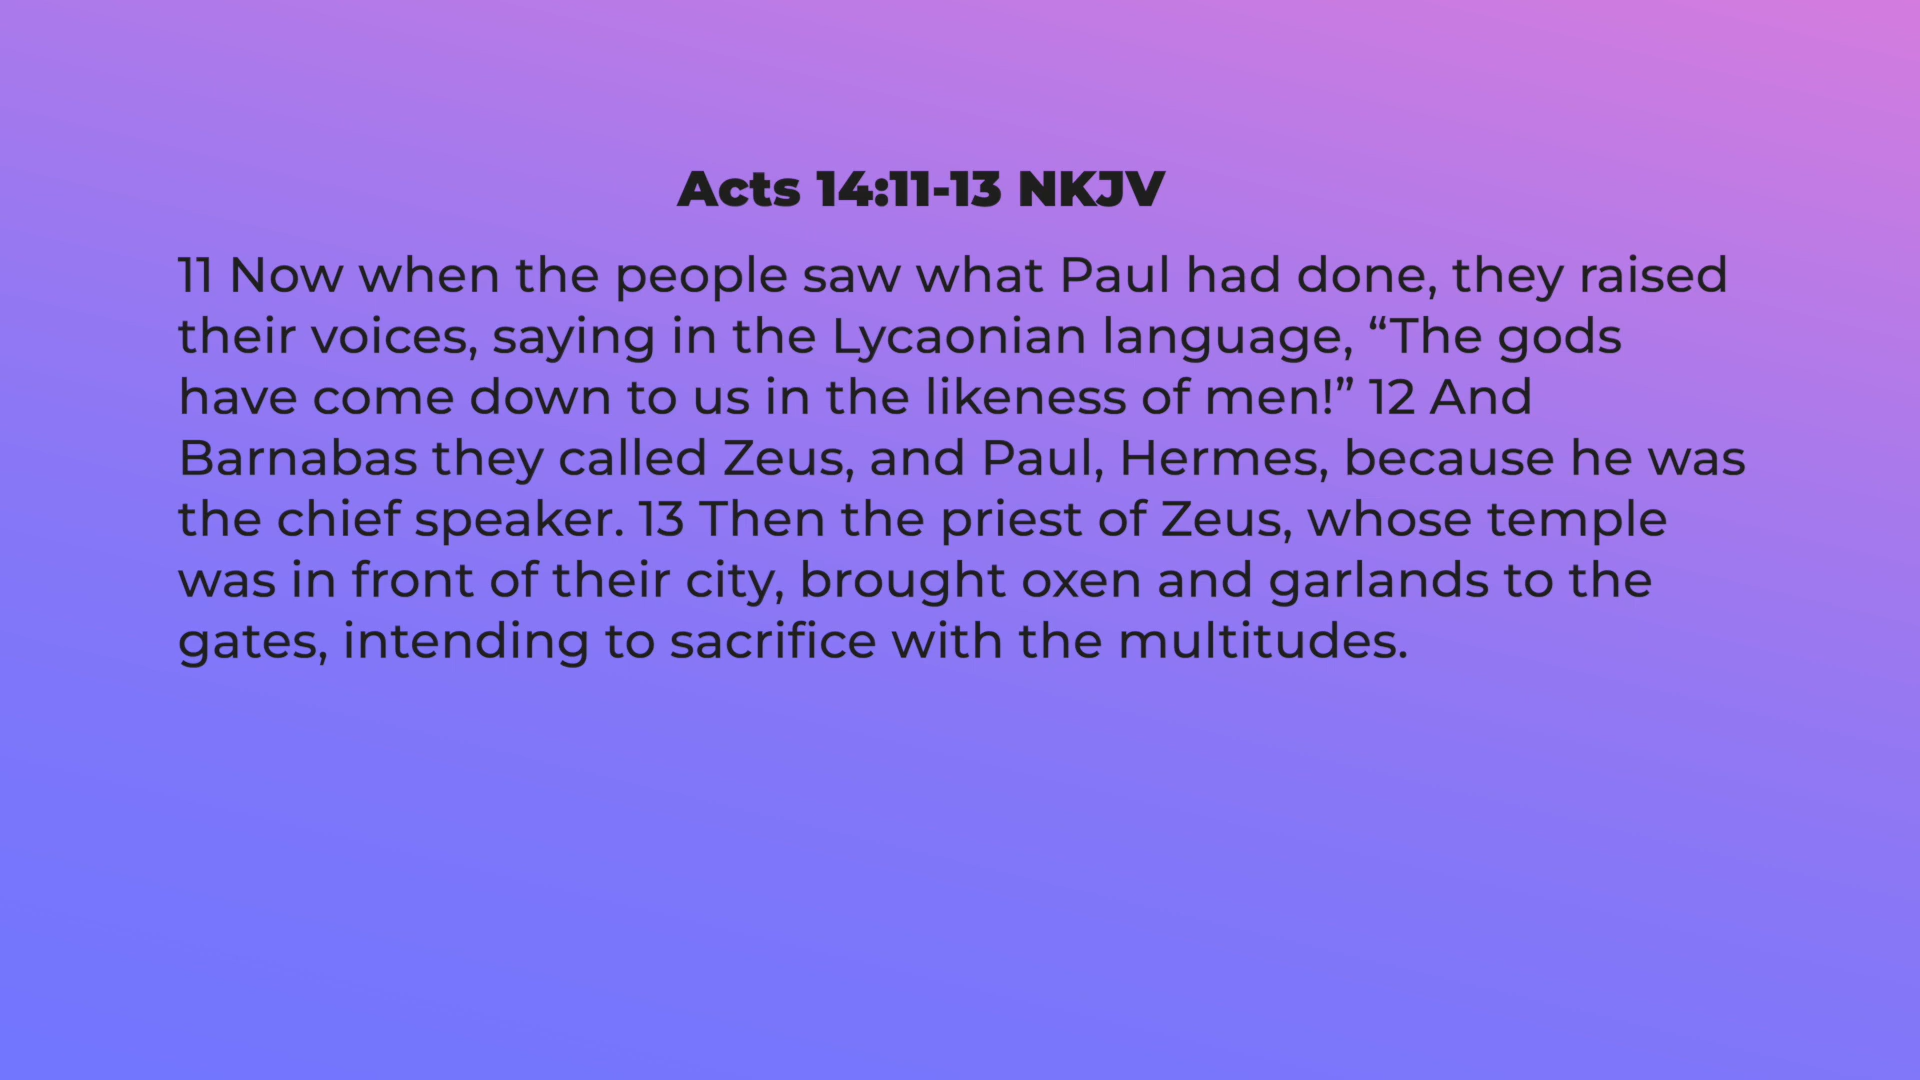 Acts 14:11-13 NKJV
11 Now when the people saw what Paul had done, they raised
their voices, saying in the Lycaonian language, “The gods
have come down to us in the likeness of men!” 12 And
Barnabas they called Zeus, and Paul, Hermes, because he was
the chief speaker. 13 Then the priest of Zeus, whose temple
was in front of their city, brought oxen and garlands to the
gates, intending to sacrifice with the multitudes.